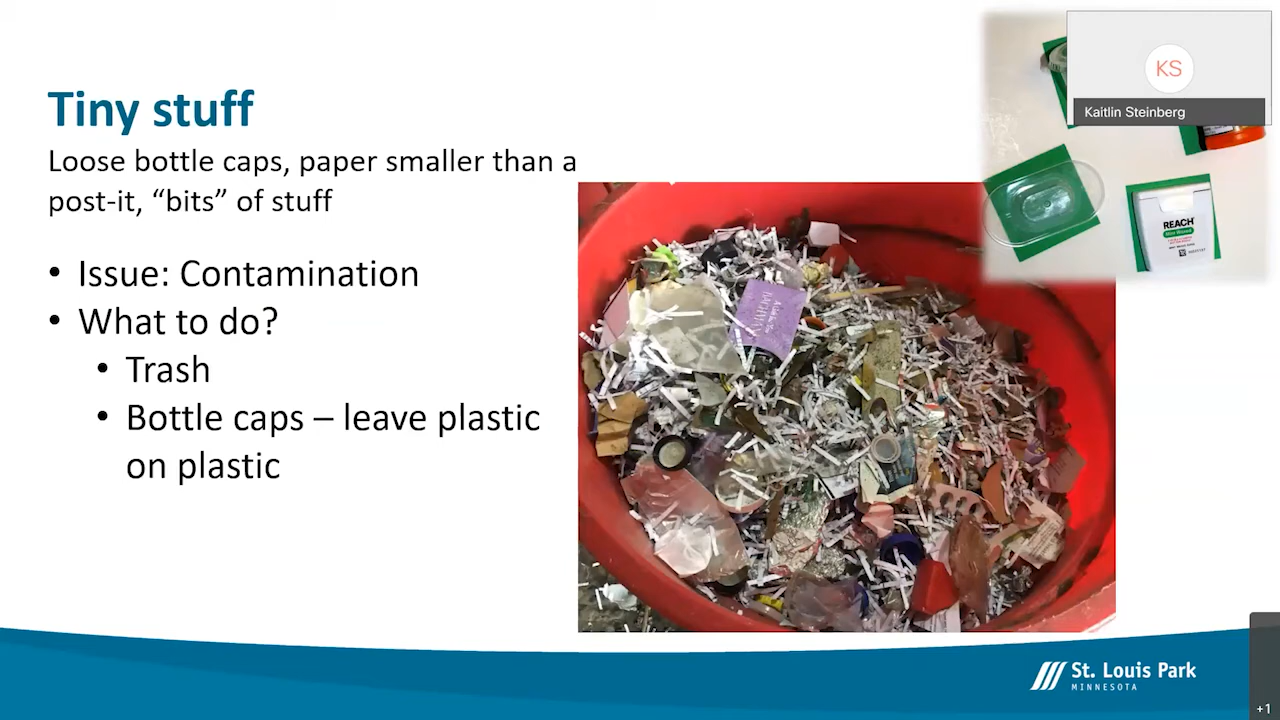 Tiny stuff
Loose bottle caps, paper smaller than a
post-it, “bits” of stuff
• Issue: Contamination
• What to do?
• Trash
• Bottle caps – leave plastic
on plastic
KS
Kaitlin Steinberg
REACH
St. Louis Park
MINNESOTA
+1